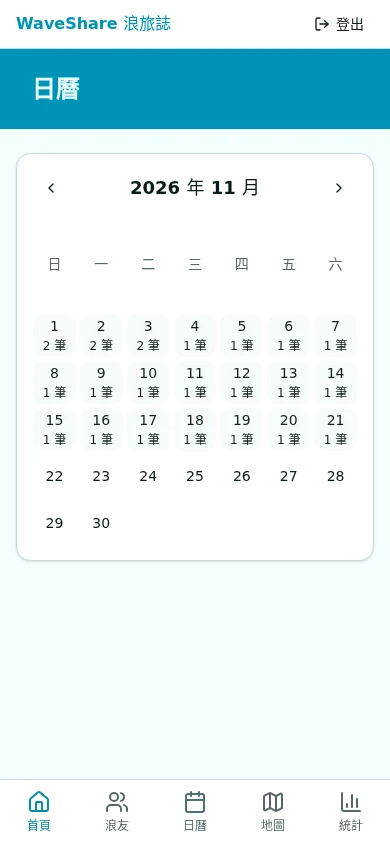 WaveShare 浪旅誌 登出
日曆
2026 年 11 月
日 一 二 三 四 五 六
1 2 3 4 5 6 7
2 筆 2 筆 2 筆 1 筆 1 筆 1 筆 1 筆
8 9 10 11 12 13 14
1 筆 1 筆 1 筆 1 筆 1 筆 1 筆 1 筆
15 16 17 18 19 20 21
1 筆 1 筆 1 筆 1 筆 1 筆 1 筆 1 筆
22 23 24 25 26 27 28
29 30
首頁 浪友 日曆 地圖 統計